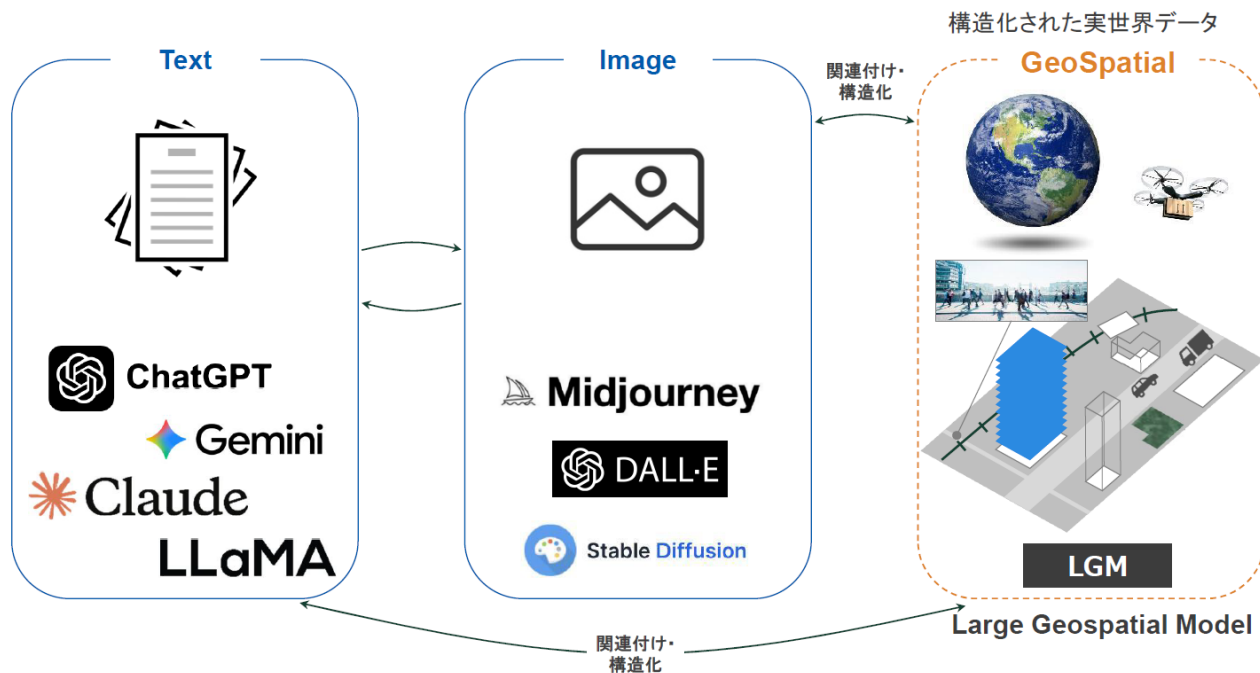 構造化された実世界データ
Text
Image
GeoSpatial
関連付け・
構造化
ChatGPT
Gemini
Claude
LLaMA
Midjourney
DALL·E
Stable Diffusion
LGM
Large Geospatial Model
関連付け・
構造化